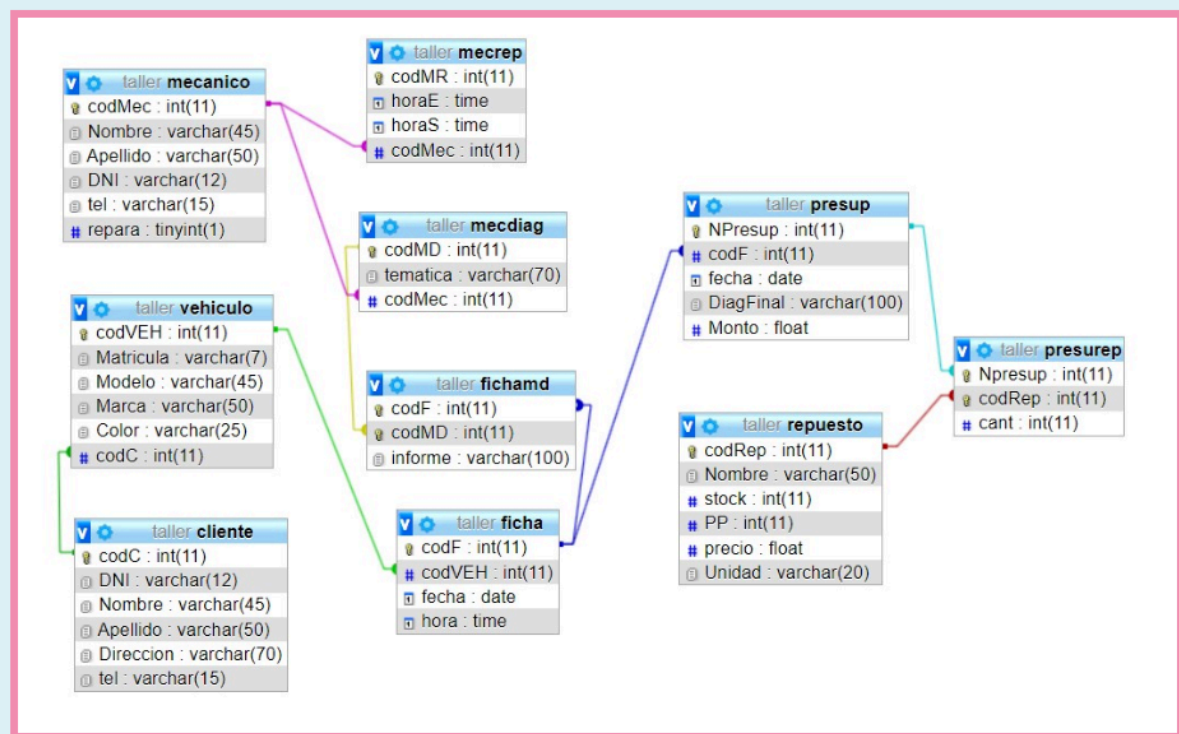 taller mecanico
codMec : int(11)
Nombre : varchar(45)
Apellido : varchar(50)
DNI : varchar(12)
tel : varchar(15)
repara : tinyint(1)
taller mecrep
codMR : int(11)
horaE : time
horaS : time
codMec : int(11)
taller mecdiag
codMD : int(11)
tematica : varchar(70)
codMec : int(11)
taller vehiculo
codVEH : int(11)
Matricula : varchar(7)
Modelo : varchar(45)
Marca : varchar(50)
Color : varchar(25)
codC : int(11)
taller fichamd
codF : int(11)
codMD : int(11)
informe : varchar(100)
taller cliente
codC : int(11)
DNI : varchar(12)
Nombre : varchar(45)
Apellido : varchar(50)
Direccion : varchar(70)
tel : varchar(15)
taller ficha
codF : int(11)
codVEH : int(11)
fecha : date
hora : time
taller presup
NPresup : int(11)
codF : int(11)
fecha : date
DiagFinal : varchar(100)
Monto : float
taller repuesto
codRep : int(11)
Nombre : varchar(50)
stock : int(11)
PP : int(11)
precio : float
Unidad : varchar(20)
taller presurep
Npresup : int(11)
codRep : int(11)
cant : int(11)